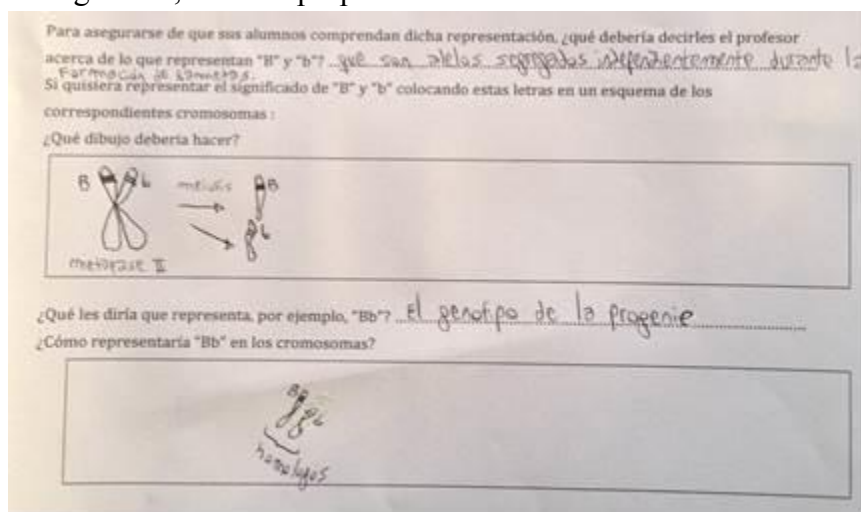 Para asegurarse de que sus alumnos comprendan dicha representación, ¿qué debería decirles el profesor
acerca de lo que representan "B" y "b"? que son alelos segregados independientemente durante la
Formación de gametos.
Si quisiera representar el significado de "B" y "b" colocando estas letras en un esquema de los
correspondientes cromosomas :
¿Qué dibujo debería hacer?
B b meiosis B
b
metafase II
¿Qué les diría que representa, por ejemplo, "Bb"? El genotipo de la progenie
¿Cómo representaría "Bb" en los cromosomas?
B b
homologos